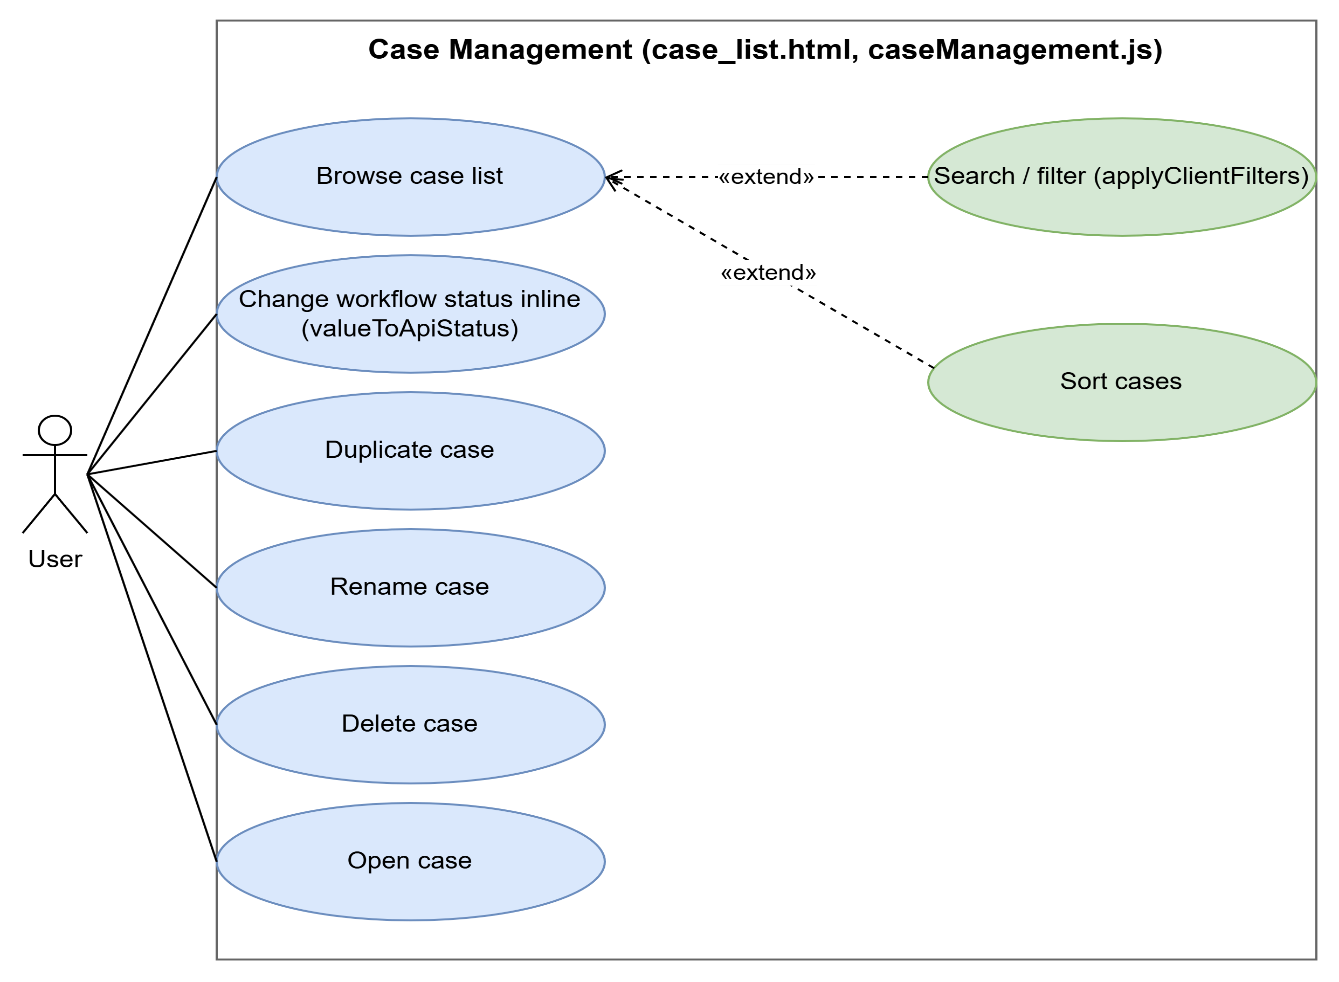 Case Management (case_list.html, caseManagement.js)
Browse case list
«extend»
Search / filter (applyClientFilters)
«extend»
Change workflow status inline
(valueToApiStatus)
Sort cases
Duplicate case
User
Rename case
Delete case
Open case